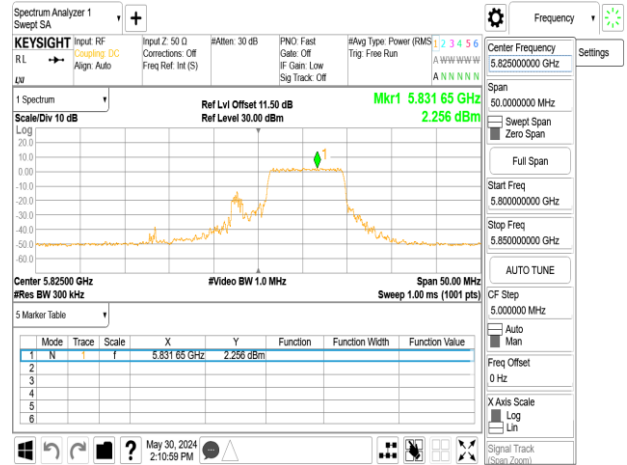 Spectrum Analyzer 1
Swept SA
+
Frequency
KEYSIGHT
RL
Input: RF
Coupling: DC
Align: Auto
Input Z: 50 Ω
Corrections: Off
Freq Ref: Int (S)
#Atten: 30 dB
PNO: Fast
Gate: Off
IF Gain: Low
Sig Track: Off
#Avg Type: Power (RMS
Trig: Free Run
1 2 3 4 5 6
A W W W W W
A N N N N N
Settings
1 Spectrum
Scale/Div 10 dB
Ref Lvl Offset 11.50 dB
Ref Level 30.00 dBm
Mkr1 5.831 65 GHz
2.256 dBm
Log
20.0
10.0
0.00
-10.0
-20.0
-30.0
-40.0
-50.0
-60.0
1
Center 5.82500 GHz
#Res BW 300 kHz
#Video BW 1.0 MHz
Span 50.00 MHz
Sweep 1.00 ms (1001 pts)
5 Marker Table
Mode Trace Scale X Y Function Function Width Function Value
1 N 1 f 5.831 65 GHz 2.256 dBm
2
3
4
5
6
May 30, 2024
2:10:59 PM
Center Frequency
5.825000000 GHz
Span
50.0000000 MHz
Swept Span
Zero Span
Full Span
Start Freq
5.800000000 GHz
Stop Freq
5.850000000 GHz
AUTO TUNE
CF Step
5.000000 MHz
Auto
Man
Freq Offset
0 Hz
X Axis Scale
Log
Lin
Signal Track
(Span Zoom)